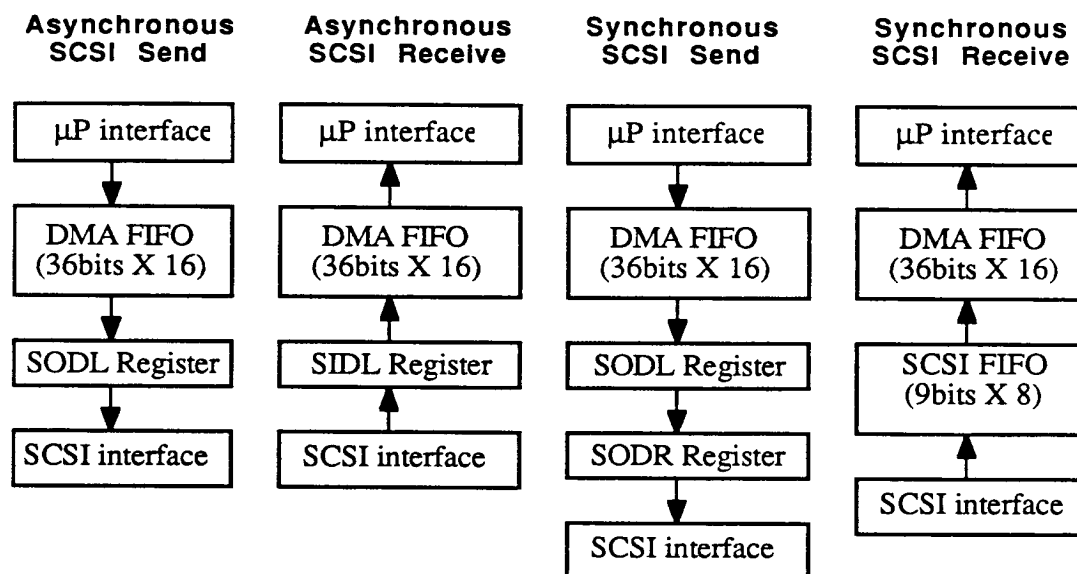 Asynchronous
SCSI Send
µP interface
DMA FIFO
(36bits X 16)
SODL Register
SCSI interface
Asynchronous
SCSI Receive
µP interface
DMA FIFO
(36bits X 16)
SIDL Register
SCSI interface
Synchronous
SCSI Send
µP interface
DMA FIFO
(36bits X 16)
SODL Register
SODR Register
SCSI interface
Synchronous
SCSI Receive
µP interface
DMA FIFO
(36bits X 16)
SCSI FIFO
(9bits X 8)
SCSI interface